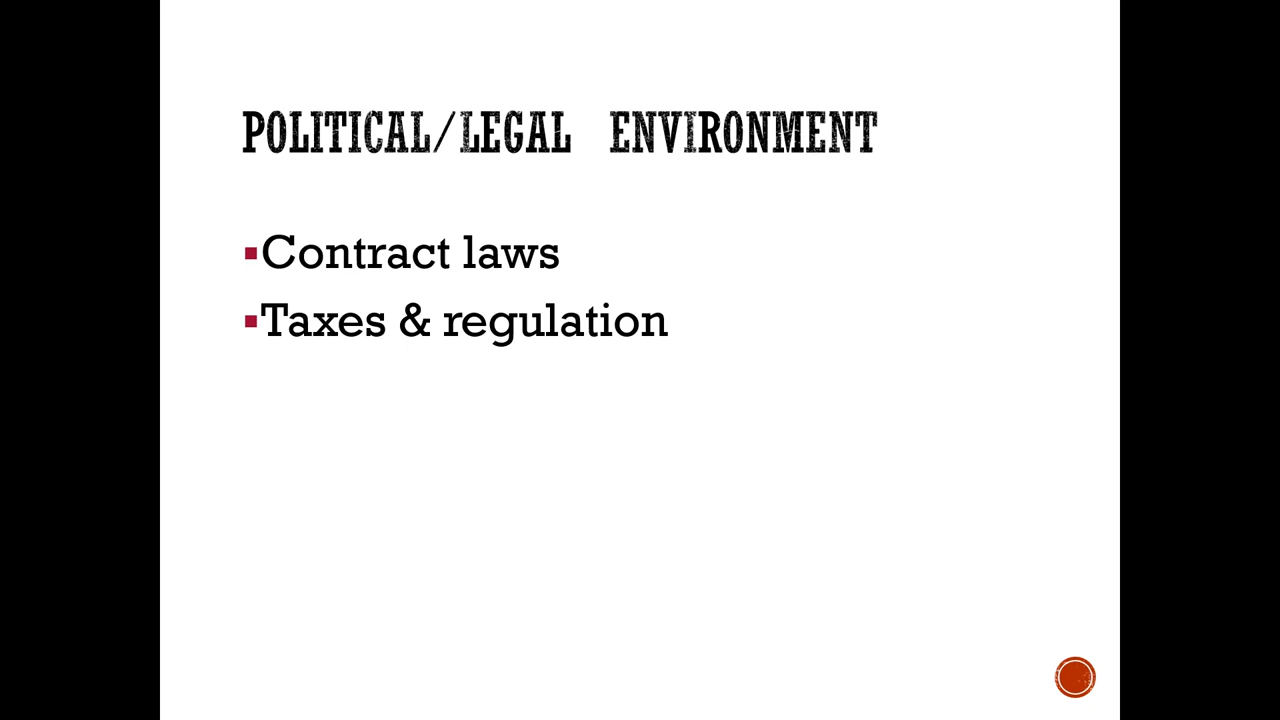 POLITICAL/LEGAL ENVIRONMENT
▪Contract laws
▪Taxes & regulation